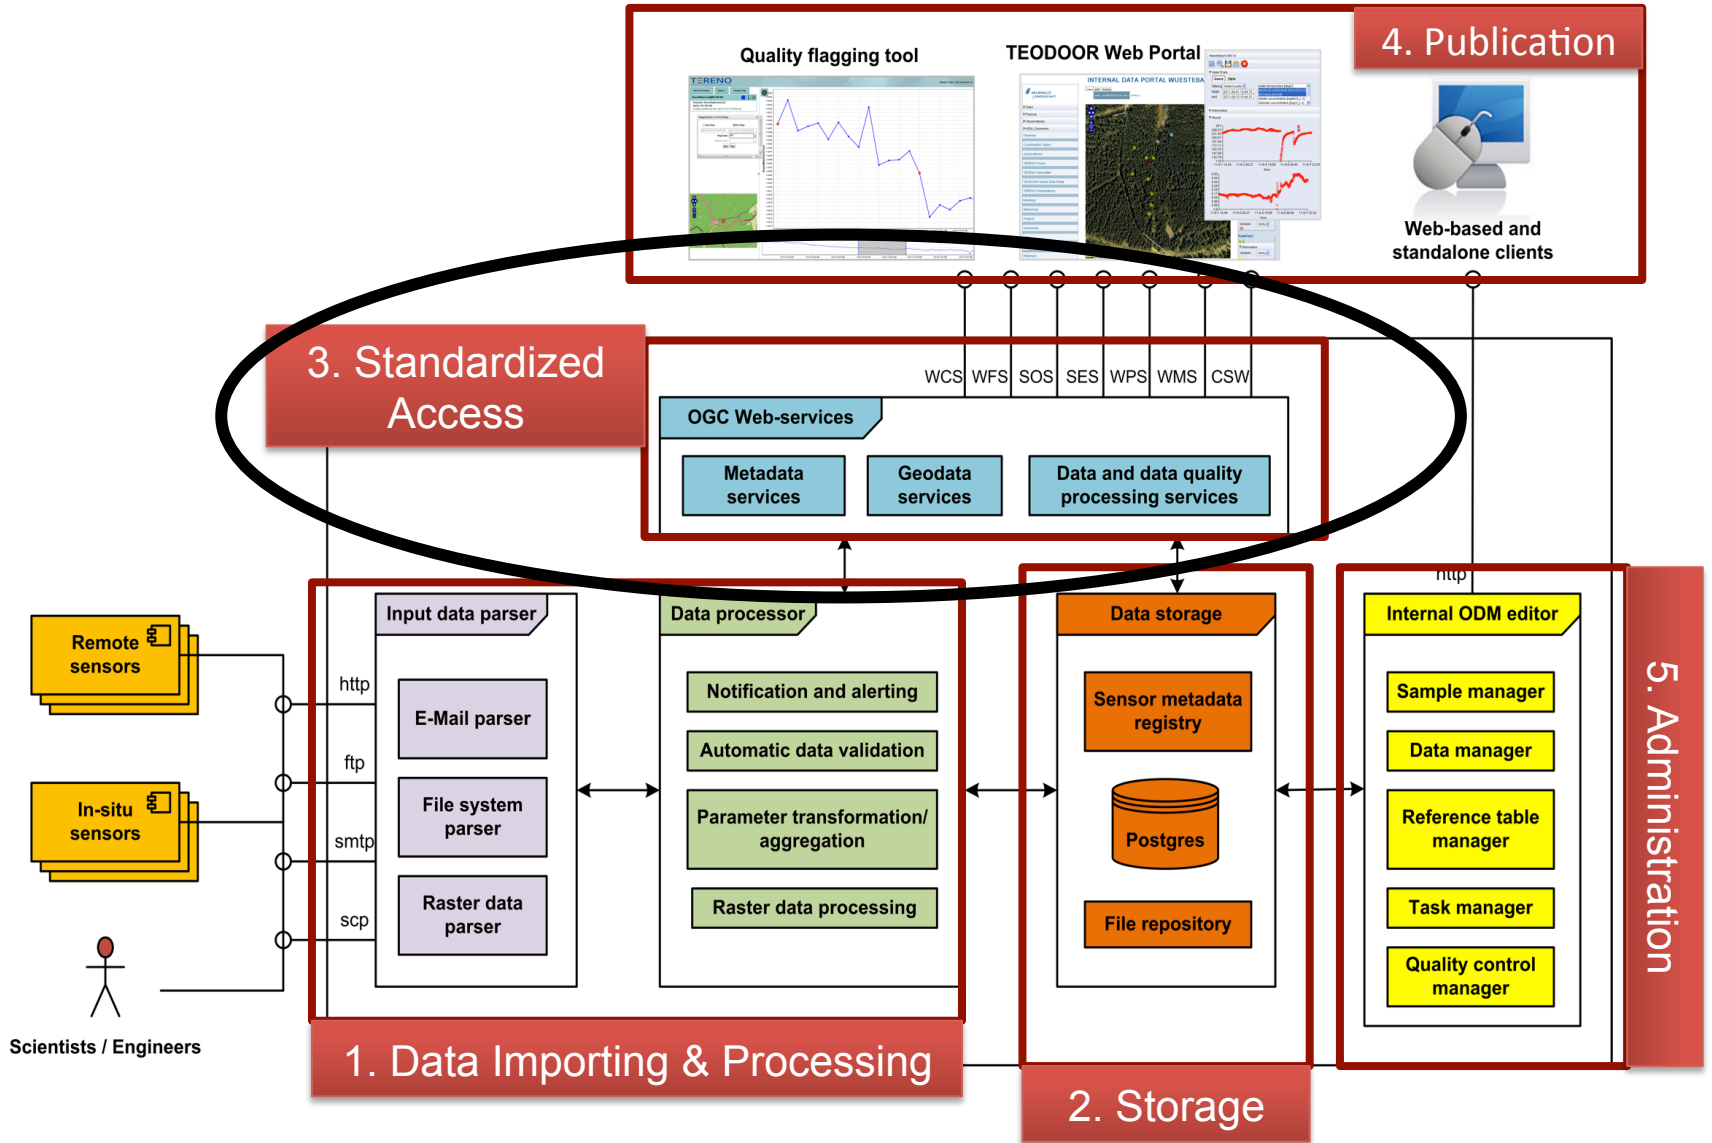 4. Publication
Quality flagging tool
TEODOOR Web Portal
TERENO
INTERNAL DATA PORTAL WUESTEBA
Web-based and
standalone clients
3. Standardized
Access
WCS
WFS
SOS
SES
WPS
WMS
CSW
OGC Web-services
Metadata
services
Geodata
services
Data and data quality
processing services
http
Input data parser
Data processor
Data storage
Internal ODM editor
Remote
sensors
In-situ
sensors
Scientists / Engineers
http
ftp
smtp
scp
E-Mail parser
File system
parser
Raster data
parser
Notification and alerting
Automatic data validation
Parameter transformation/
aggregation
Raster data processing
Sensor metadata
registry
Postgres
File repository
Sample manager
Data manager
Reference table
manager
Task manager
Quality control
manager
5. Administration
1. Data Importing & Processing
2. Storage